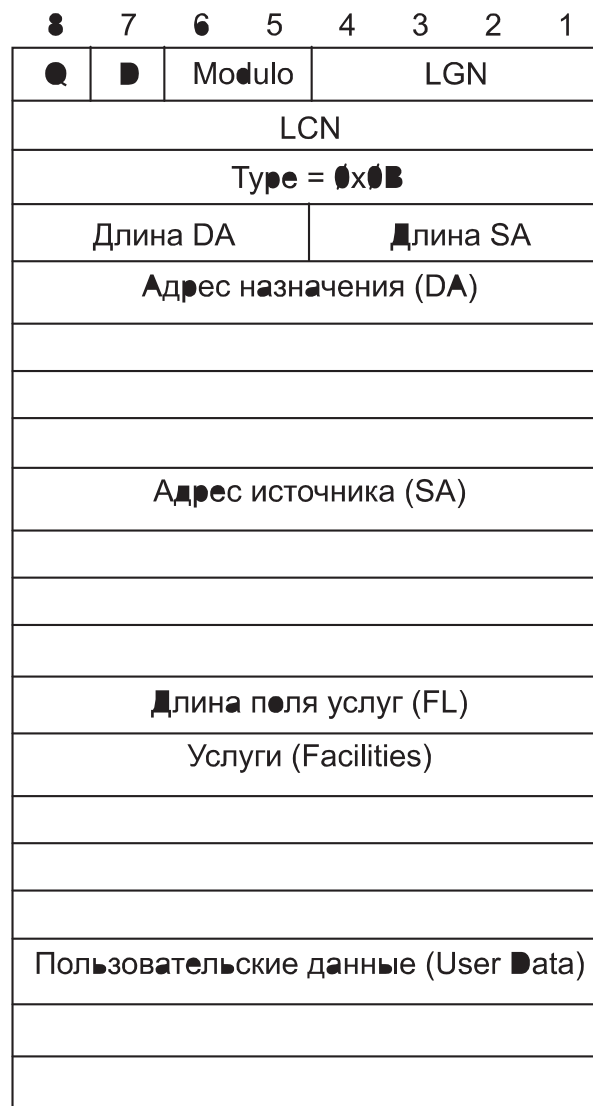 8 7 6 5 4 3 2 1
Q D Modulo LGN
LCN
Type = 0x0B
Длина DA Длина SA
Адрес назначения (DA)
Адрес источника (SA)
Длина поля услуг (FL)
Услуги (Facilities)
Пользовательские данные (User Data)